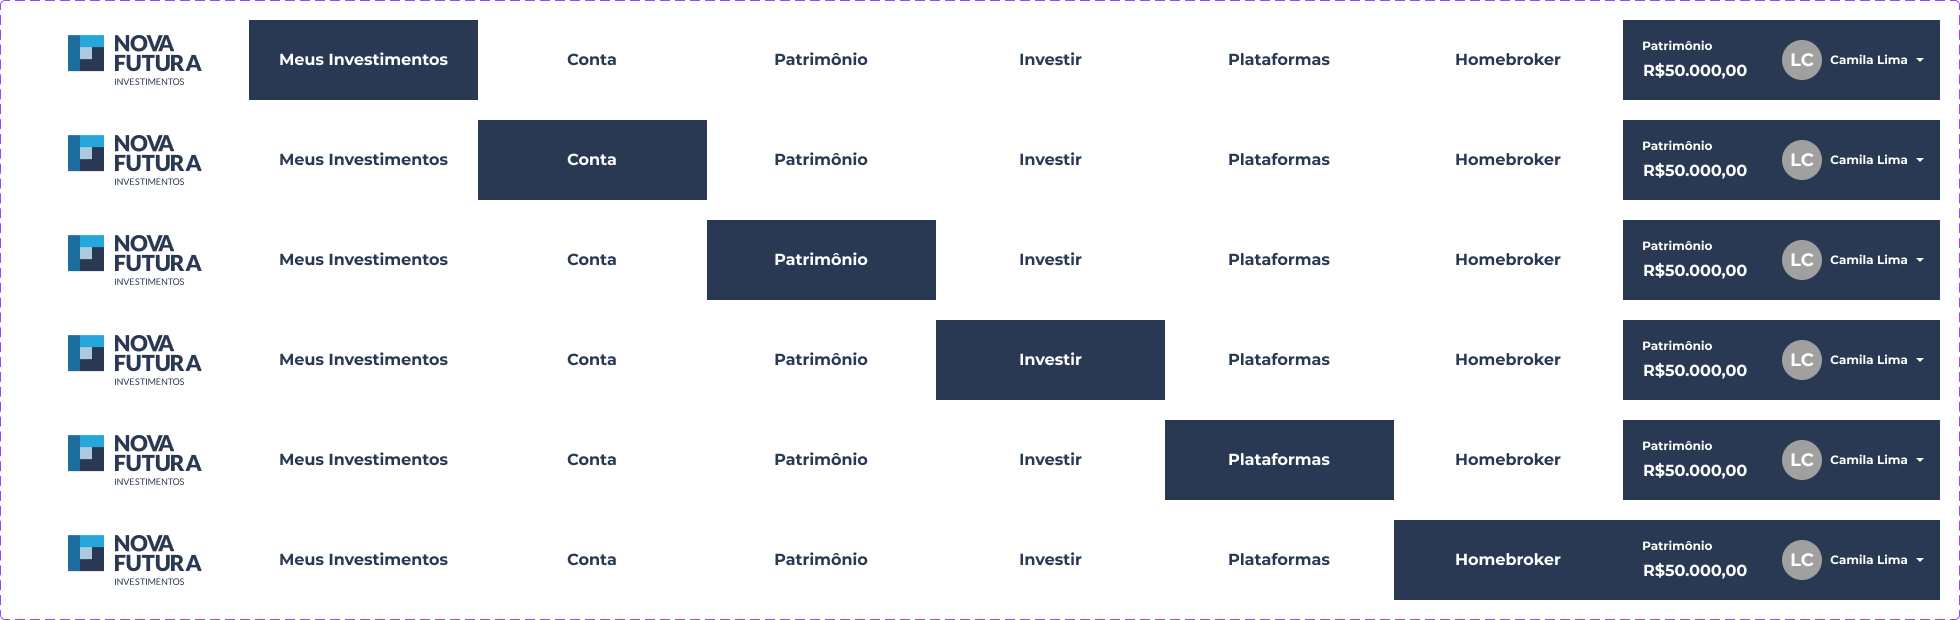 NOVA FUTURA INVESTIMENTOS Meus Investimentos Conta Patrimônio Investir Plataformas Homebroker Patrimônio R$50.000,00 LC Camila Lima
NOVA FUTURA INVESTIMENTOS Meus Investimentos Conta Patrimônio Investir Plataformas Homebroker Patrimônio R$50.000,00 LC Camila Lima
NOVA FUTURA INVESTIMENTOS Meus Investimentos Conta Patrimônio Investir Plataformas Homebroker Patrimônio R$50.000,00 LC Camila Lima
NOVA FUTURA INVESTIMENTOS Meus Investimentos Conta Patrimônio Investir Plataformas Homebroker Patrimônio R$50.000,00 LC Camila Lima
NOVA FUTURA INVESTIMENTOS Meus Investimentos Conta Patrimônio Investir Plataformas Homebroker Patrimônio R$50.000,00 LC Camila Lima
NOVA FUTURA INVESTIMENTOS Meus Investimentos Conta Patrimônio Investir Plataformas Homebroker Patrimônio R$50.000,00 LC Camila Lima